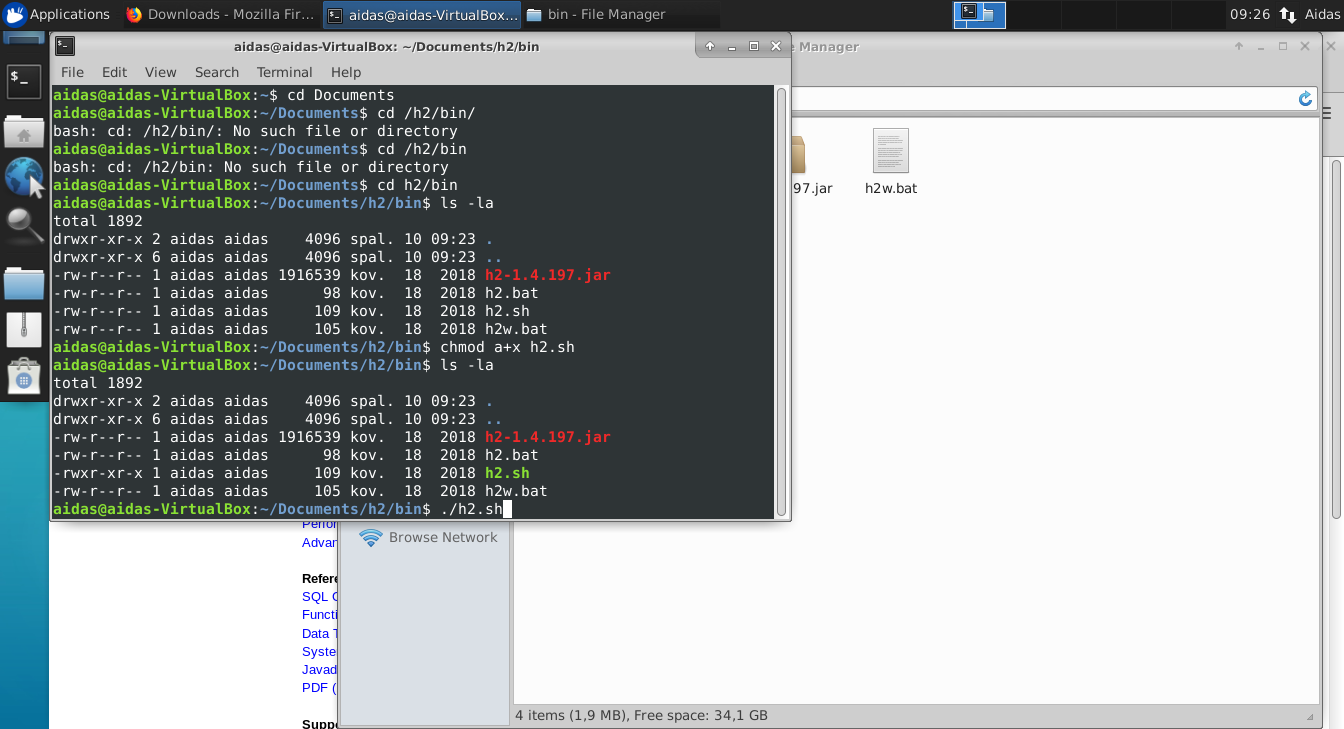 Applications Downloads - Mozilla Fir... aidas@aidas-VirtualBox... bin - File Manager 09:26 Aidas
aidas@aidas-VirtualBox: ~/Documents/h2/bin
Manager
File Edit View Search Terminal Help
aidas@aidas-VirtualBox:~$ cd Documents
aidas@aidas-VirtualBox:~/Documents$ cd /h2/bin/
bash: cd: /h2/bin/: No such file or directory
aidas@aidas-VirtualBox:~/Documents$ cd /h2/bin
bash: cd: /h2/bin: No such file or directory
aidas@aidas-VirtualBox:~/Documents$ cd h2/bin
aidas@aidas-VirtualBox:~/Documents/h2/bin$ ls -la
total 1892
drwxr-xr-x 2 aidas aidas    4096 spal. 10 09:23 .
drwxr-xr-x 6 aidas aidas    4096 spal. 10 09:23 ..
-rw-r--r-- 1 aidas aidas 1916539 kov.  18  2018 h2-1.4.197.jar
-rw-r--r-- 1 aidas aidas      98 kov.  18  2018 h2.bat
-rw-r--r-- 1 aidas aidas     109 kov.  18  2018 h2.sh
-rw-r--r-- 1 aidas aidas     105 kov.  18  2018 h2w.bat
aidas@aidas-VirtualBox:~/Documents/h2/bin$ chmod a+x h2.sh
aidas@aidas-VirtualBox:~/Documents/h2/bin$ ls -la
total 1892
drwxr-xr-x 2 aidas aidas    4096 spal. 10 09:23 .
drwxr-xr-x 6 aidas aidas    4096 spal. 10 09:23 ..
-rw-r--r-- 1 aidas aidas 1916539 kov.  18  2018 h2-1.4.197.jar
-rw-r--r-- 1 aidas aidas      98 kov.  18  2018 h2.bat
-rwxr-xr-x 1 aidas aidas     109 kov.  18  2018 h2.sh
-rw-r--r-- 1 aidas aidas     105 kov.  18  2018 h2w.bat
aidas@aidas-VirtualBox:~/Documents/h2/bin$ ./h2.sh
97.jar h2w.bat
Advan
Browse Network
Refere
SQL G
Functi
Data T
Syste
Javad
PDF (
Suppo
4 items (1,9 MB), Free space: 34,1 GB